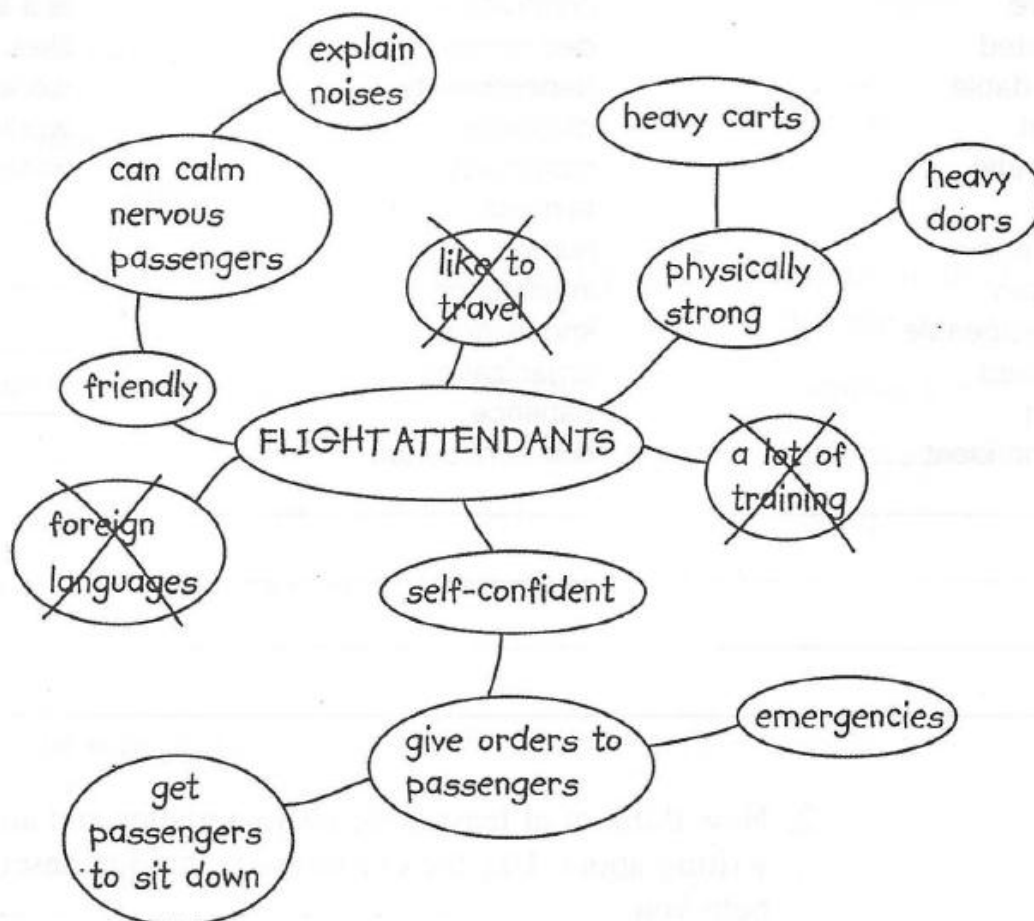 explain
noises
heavy carts
heavy
doors
can calm
nervous
passengers
like to
travel
physically
strong
friendly
FLIGHT ATTENDANTS
a lot of
training
foreign
languages
self-confident
emergencies
give orders to
passengers
get
passengers
to sit down